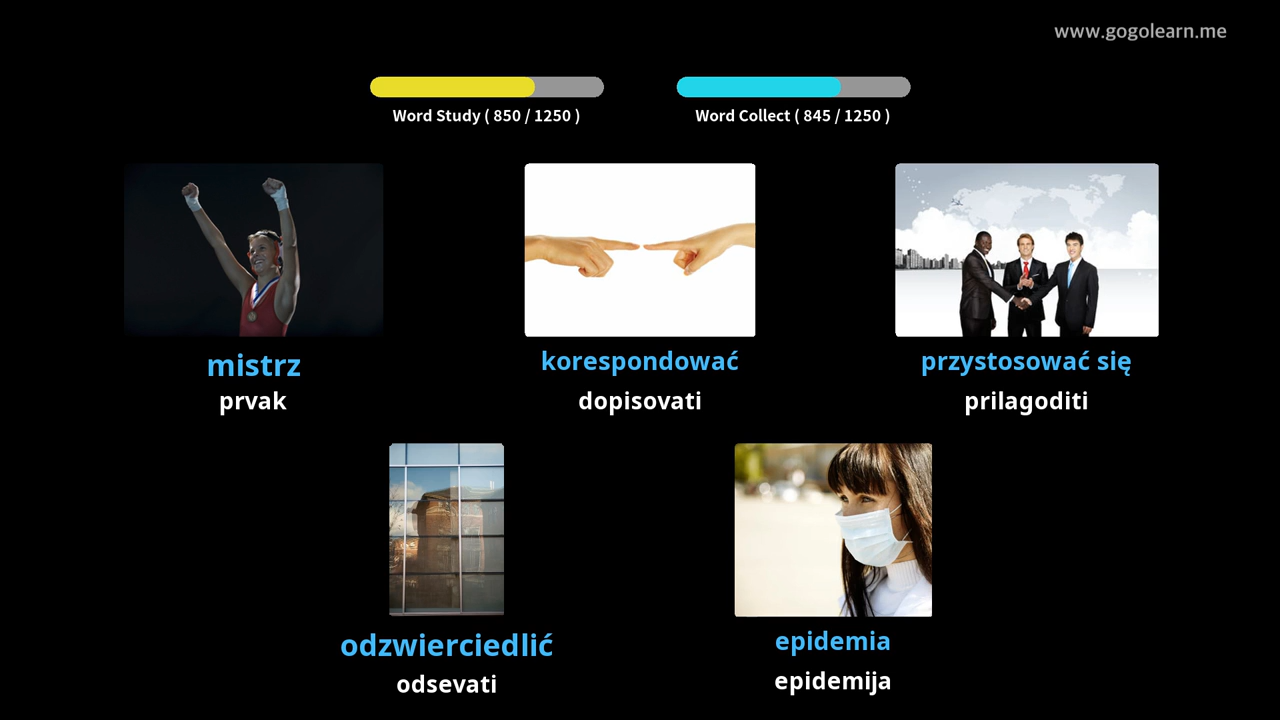 www.gogolearn.me
Word Study ( 850 / 1250 )
Word Collect ( 845 / 1250 )
mistrz
prvak
korespondować
dopisovati
przystosować się
prilagoditi
odzwierciedlić
odsevati
epidemia
epidemija